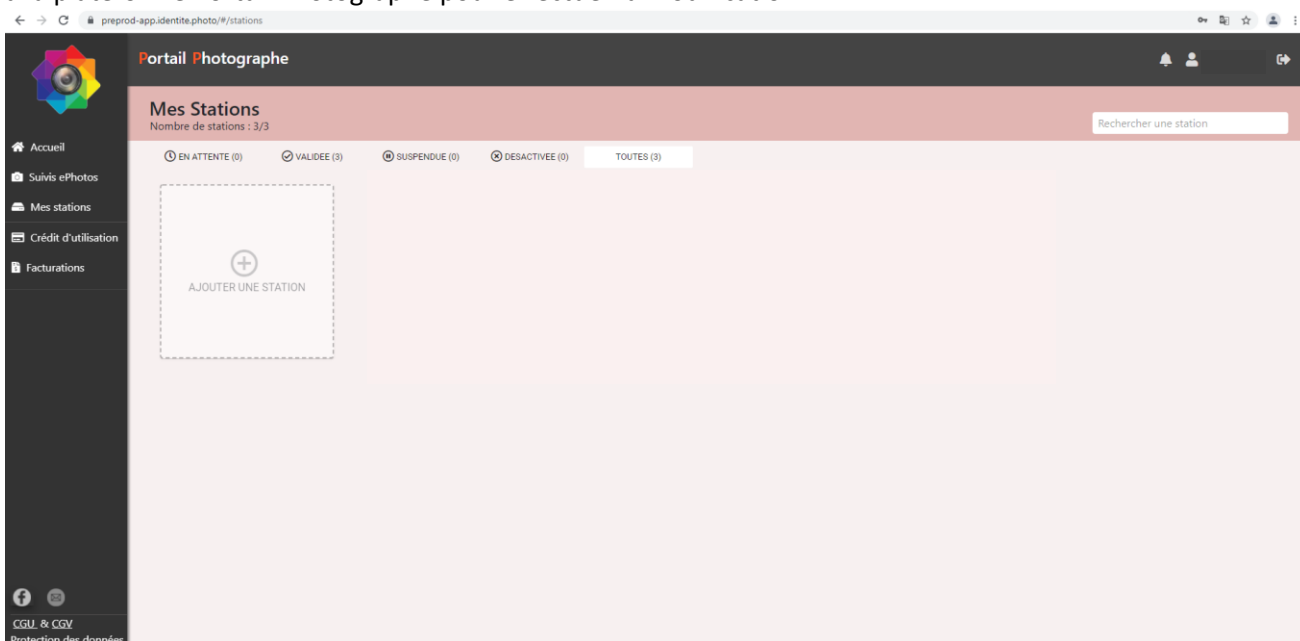 preprod-app.identite.photo/#/stations
Portail Photographe
Mes Stations
Nombre de stations : 3/3
Rechercher une station
EN ATTENTE (0) VALIDEE (3) SUSPENDUE (0) DESACTIVEE (0) TOUTES (3)
Accueil
Suivis ePhotos
Mes stations
Crédit d'utilisation
Facturations
AJOUTER UNE STATION
CGU & CGV
Protection des données